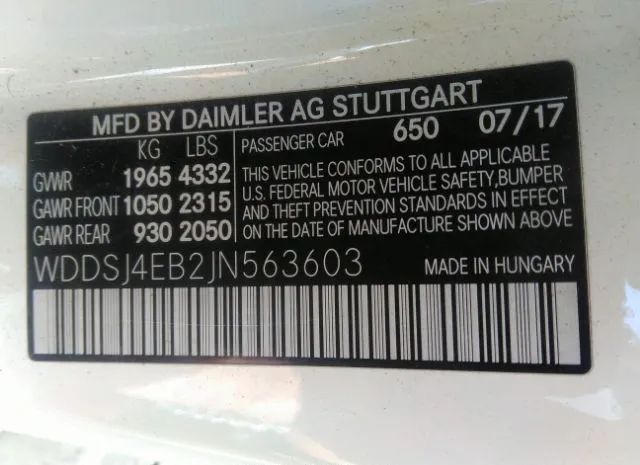 MFD BY DAIMLER AG STUTTGART
KG LBS
GVWR 1965 4332
GAWR FRONT 1050 2315
GAWR REAR 930 2050
PASSENGER CAR 650 07/17
THIS VEHICLE CONFORMS TO ALL APPLICABLE
U.S. FEDERAL MOTOR VEHICLE SAFETY,BUMPER
AND THEFT PREVENTION STANDARDS IN EFFECT
ON THE DATE OF MANUFACTURE SHOWN ABOVE
WDDSJ4EB2JN563603 MADE IN HUNGARY